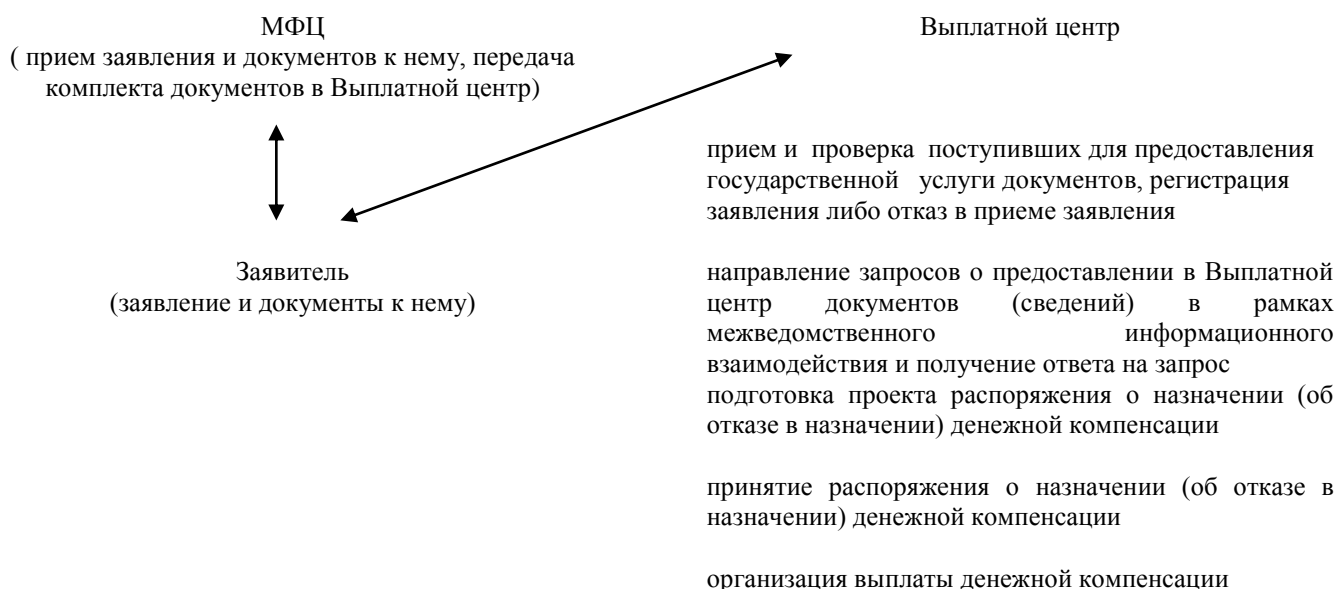 МФЦ
( прием заявления и документов к нему, передача
комплекта документов в Выплатной центр)
Заявитель
(заявление и документы к нему)
Выплатной центр
прием и проверка поступивших для предоставления
государственной услуги документов, регистрация
заявления либо отказ в приеме заявления
направление запросов о предоставлении в Выплатной
центр документов (сведений) в рамках
межведомственного информационного
взаимодействия и получение ответа на запрос
подготовка проекта распоряжения о назначении (об
отказе в назначении) денежной компенсации
принятие распоряжения о назначении (об отказе в
назначении) денежной компенсации
организация выплаты денежной компенсации